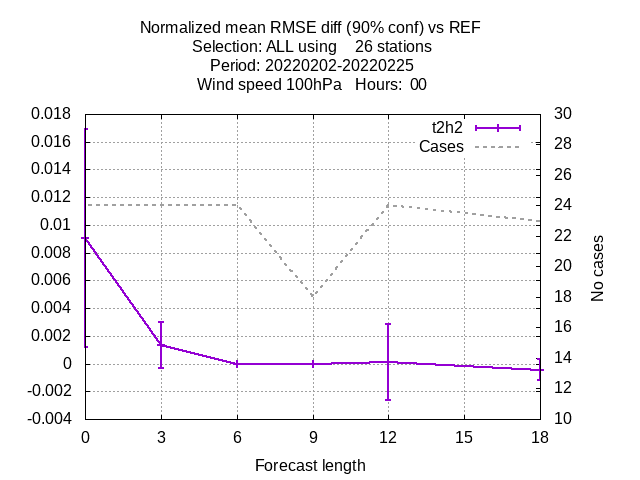 Normalized mean RMSE diff (90% conf) vs REF
Selection: ALL using 26 stations
Period: 20220202-20220225
Wind speed 100hPa Hours: 00
0.018
0.016
0.014
0.012
0.01
0.008
0.006
0.004
0.002
0
-0.002
-0.004
t2h2
Cases
30
28
26
24
22
20
18
16
14
12
10
No cases
0 3 6 9 12 15 18
Forecast length